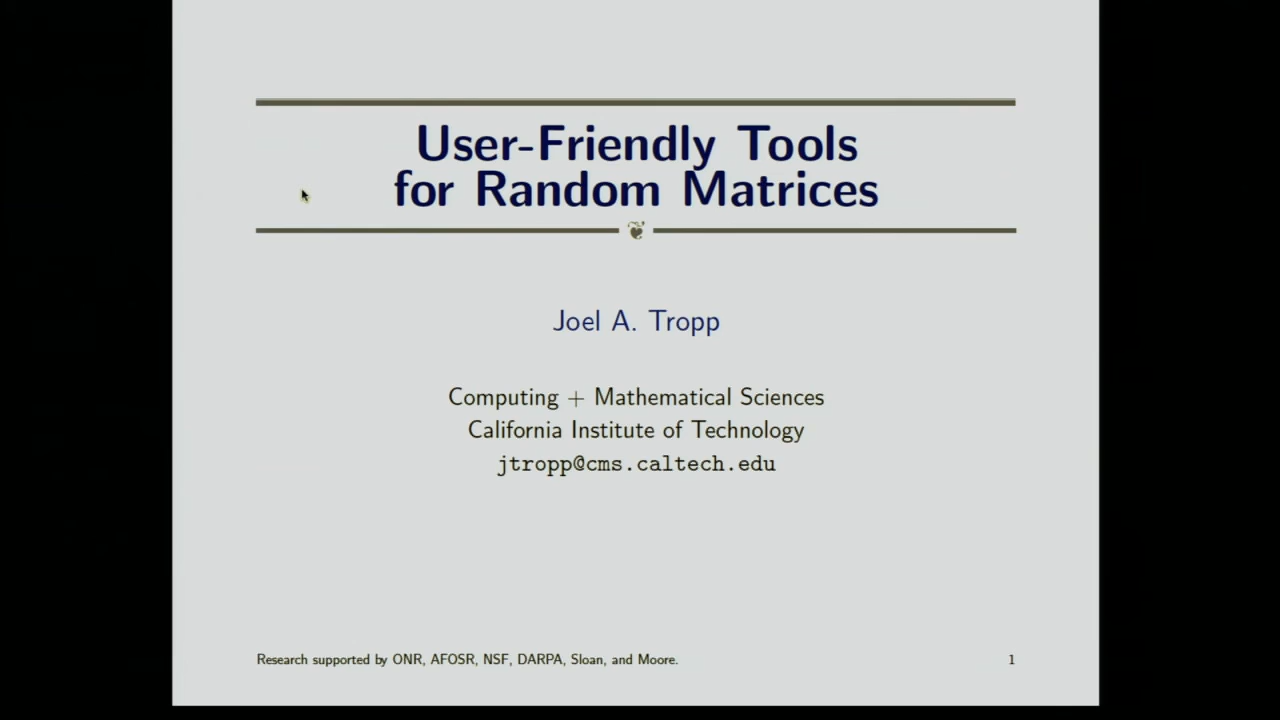 User-Friendly Tools
for Random Matrices
Joel A. Tropp
Computing + Mathematical Sciences
California Institute of Technology
jtropp@cms.caltech.edu
Research supported by ONR, AFOSR, NSF, DARPA, Sloan, and Moore.
1